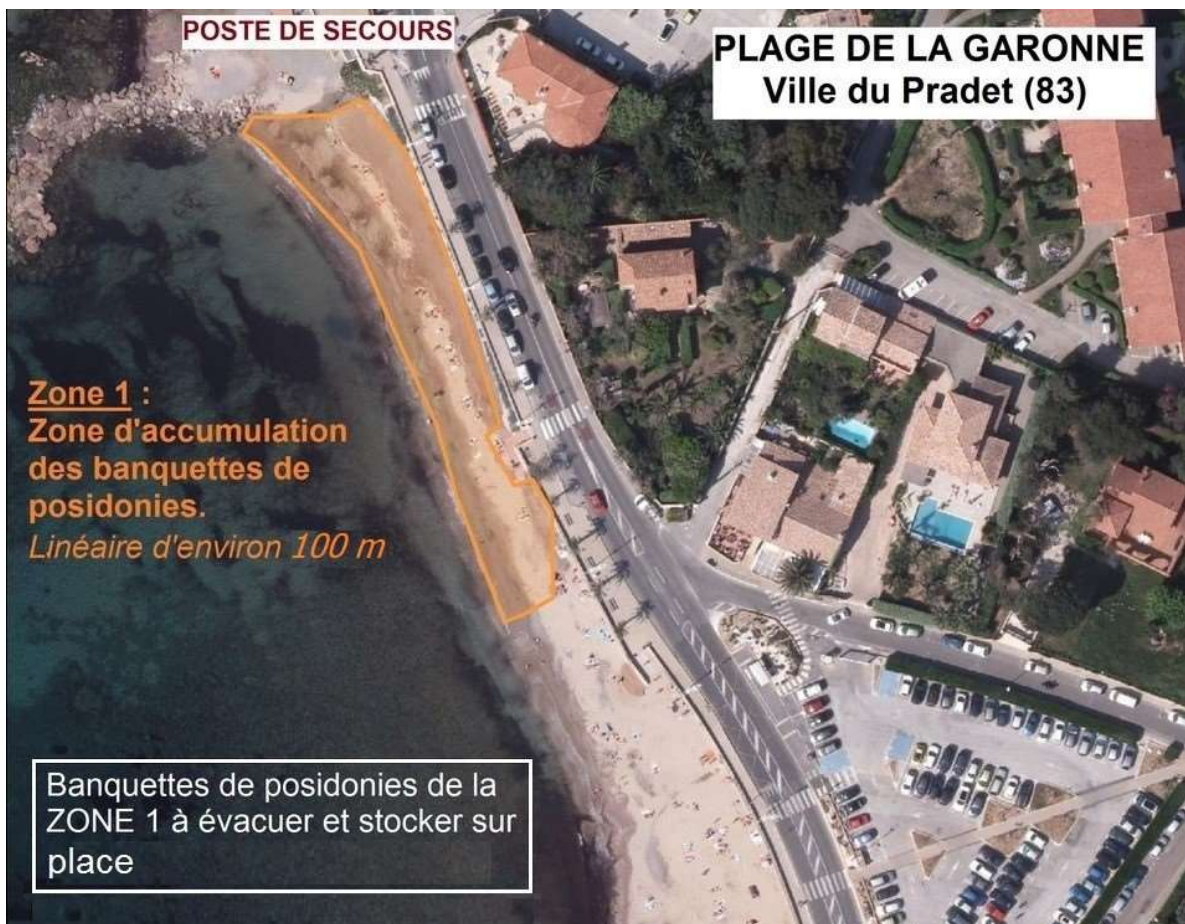 POSTE DE SECOURS
PLAGE DE LA GARONNE
Ville du Pradet (83)
Zone 1 :
Zone d'accumulation
des banquettes de
posidonies.
Linéaire d'environ 100 m
Banquettes de posidonies de la
ZONE 1 à évacuer et stocker sur
place